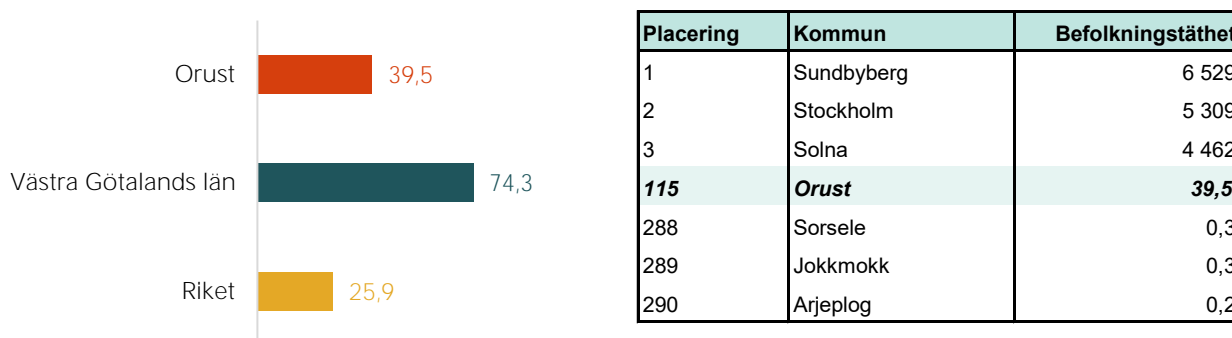 Orust 39,5
Västra Götalands län 74,3
Riket 25,9
Placering Kommun Befolkningstäthet
1 Sundbyberg 6 529
2 Stockholm 5 309
3 Solna 4 462
115 Orust 39,5
288 Sorsele 0,3
289 Jokkmokk 0,3
290 Arjeplog 0,2